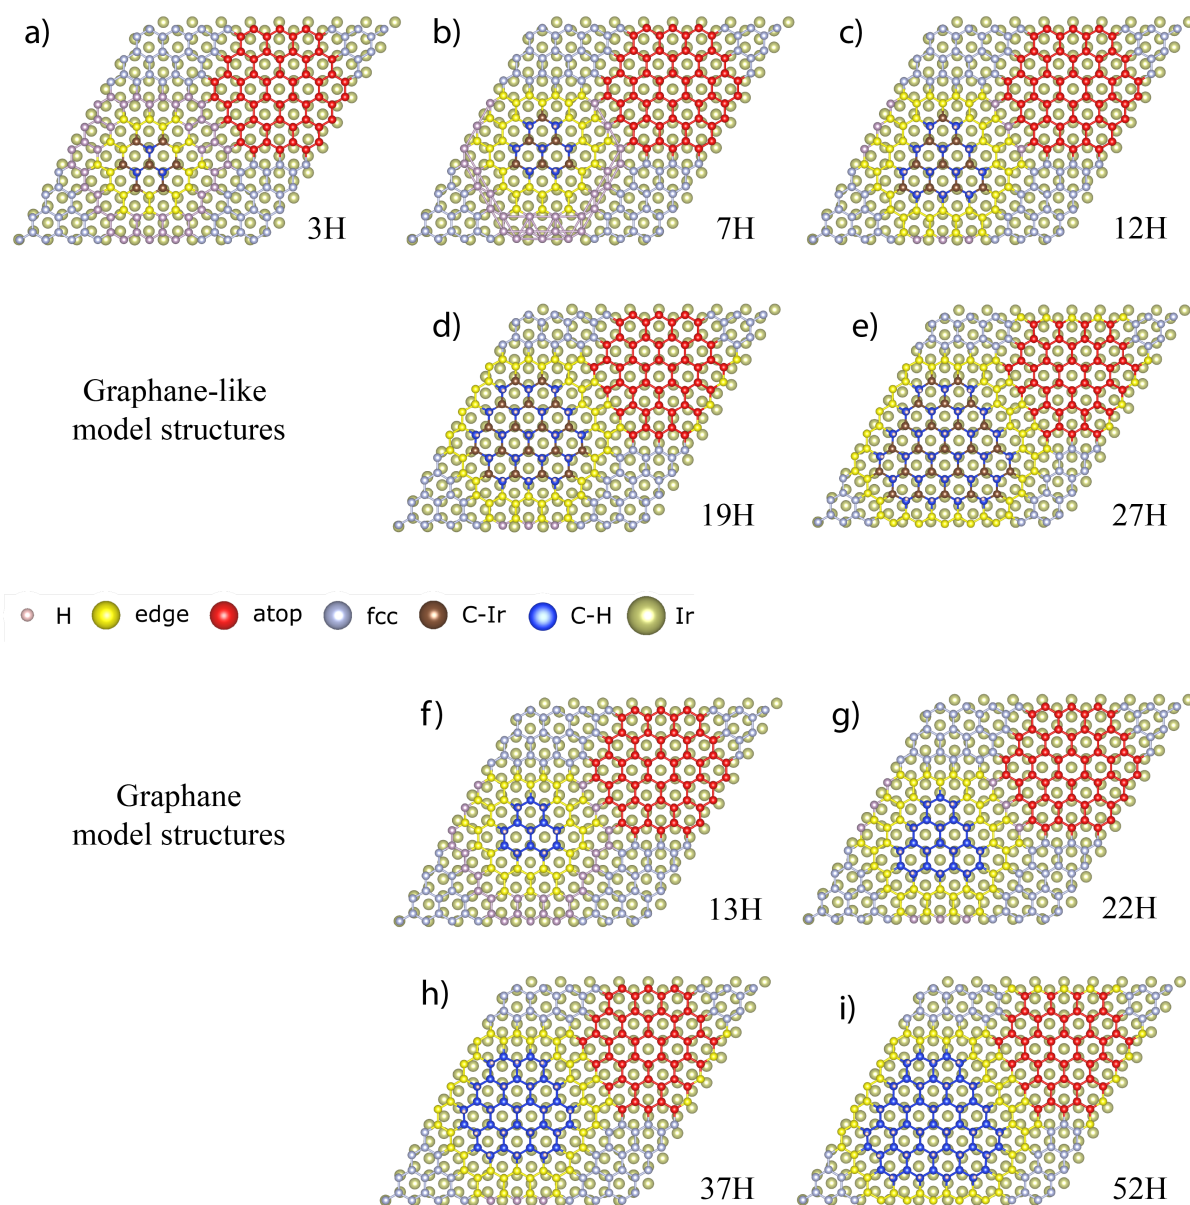 a)
b)
c)
3H
7H
12H
d)
e)
Graphane-like
model structures
19H
27H
H edge atop fcc C-Ir C-H Ir
f)
g)
Graphane
model structures
13H
22H
h)
i)
37H
52H